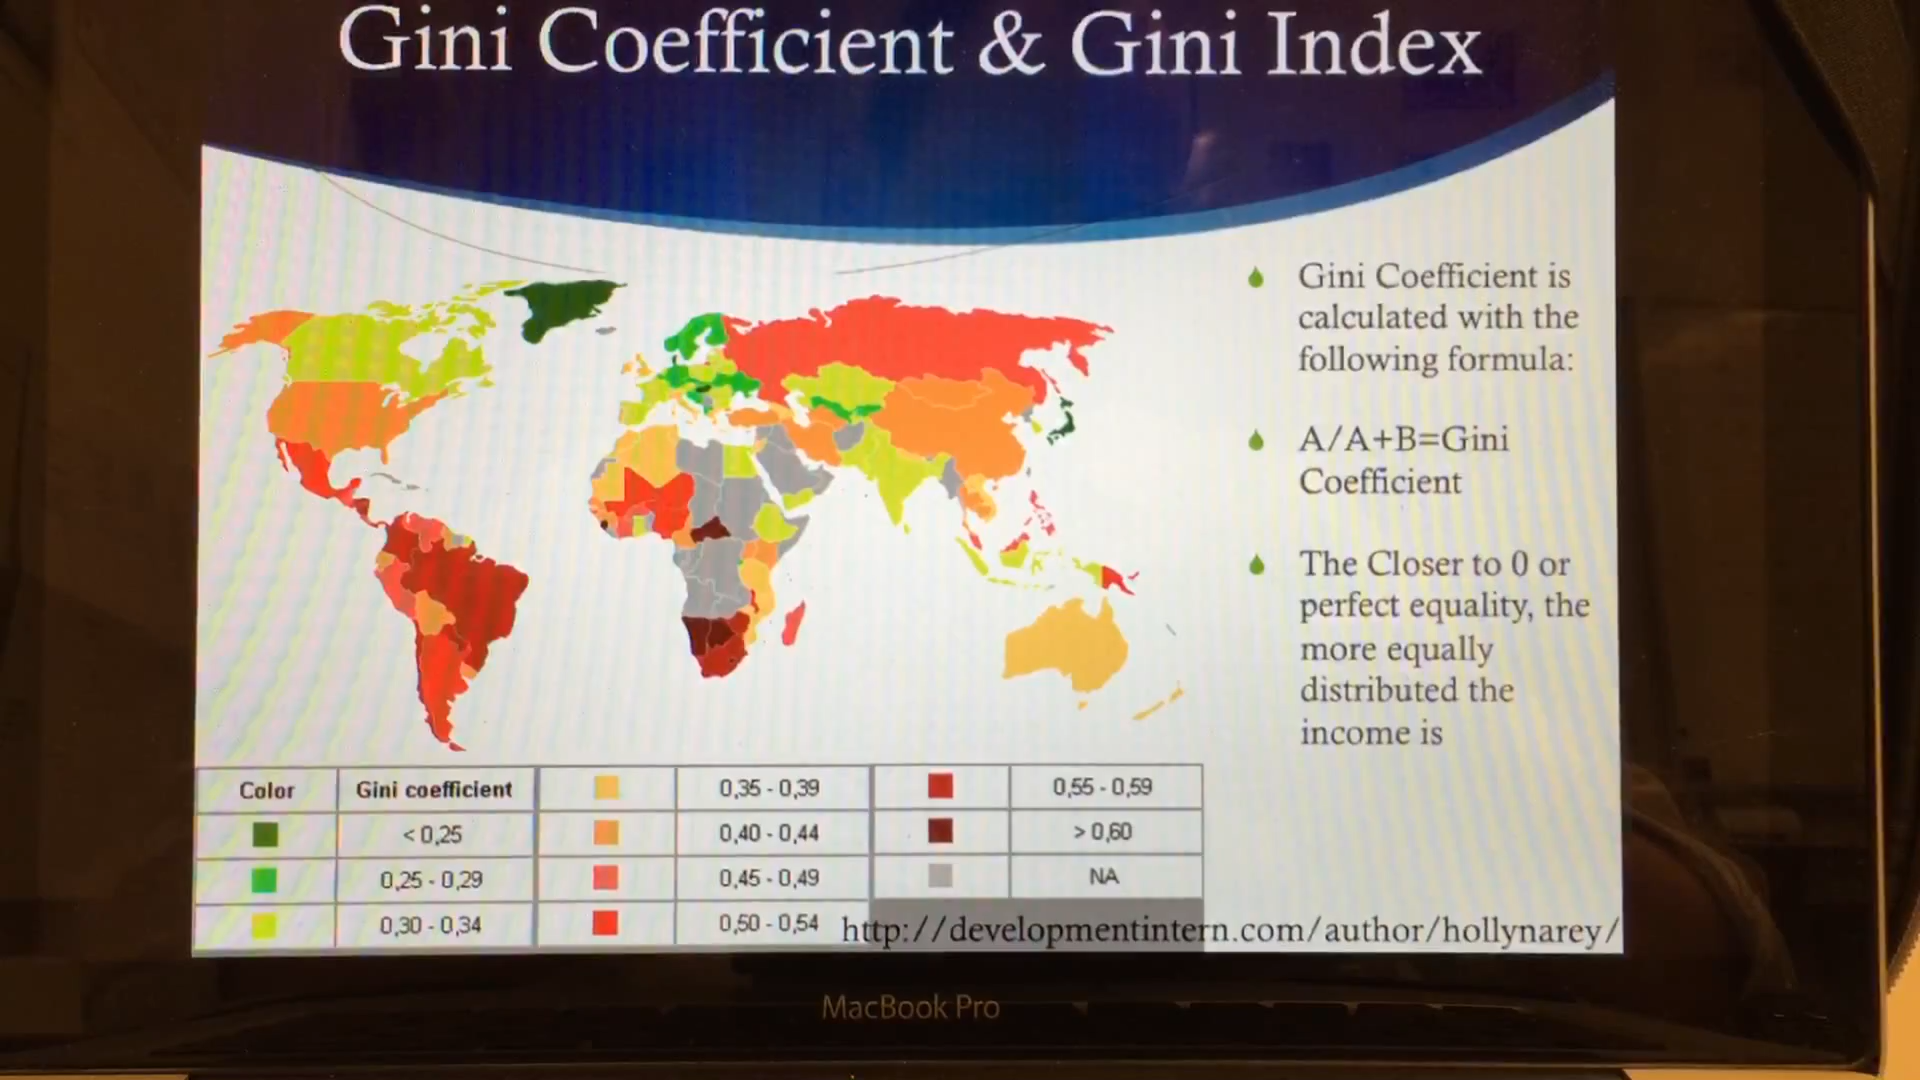 Gini Coefficient & Gini Index
Gini Coefficient is
calculated with the
following formula:
A/A+B=Gini
Coefficient
The Closer to 0 or
perfect equality, the
more equally
distributed the
income is
Color Gini coefficient 0,35 - 0,39 0,55 - 0,59
< 0,25 0,40 - 0,44 > 0,60
0,25 - 0,29 0,45 - 0,49 NA
0,30 - 0,34 0,50 - 0,54
http://developmentintern.com/author/hollynarey/
MacBook Pro